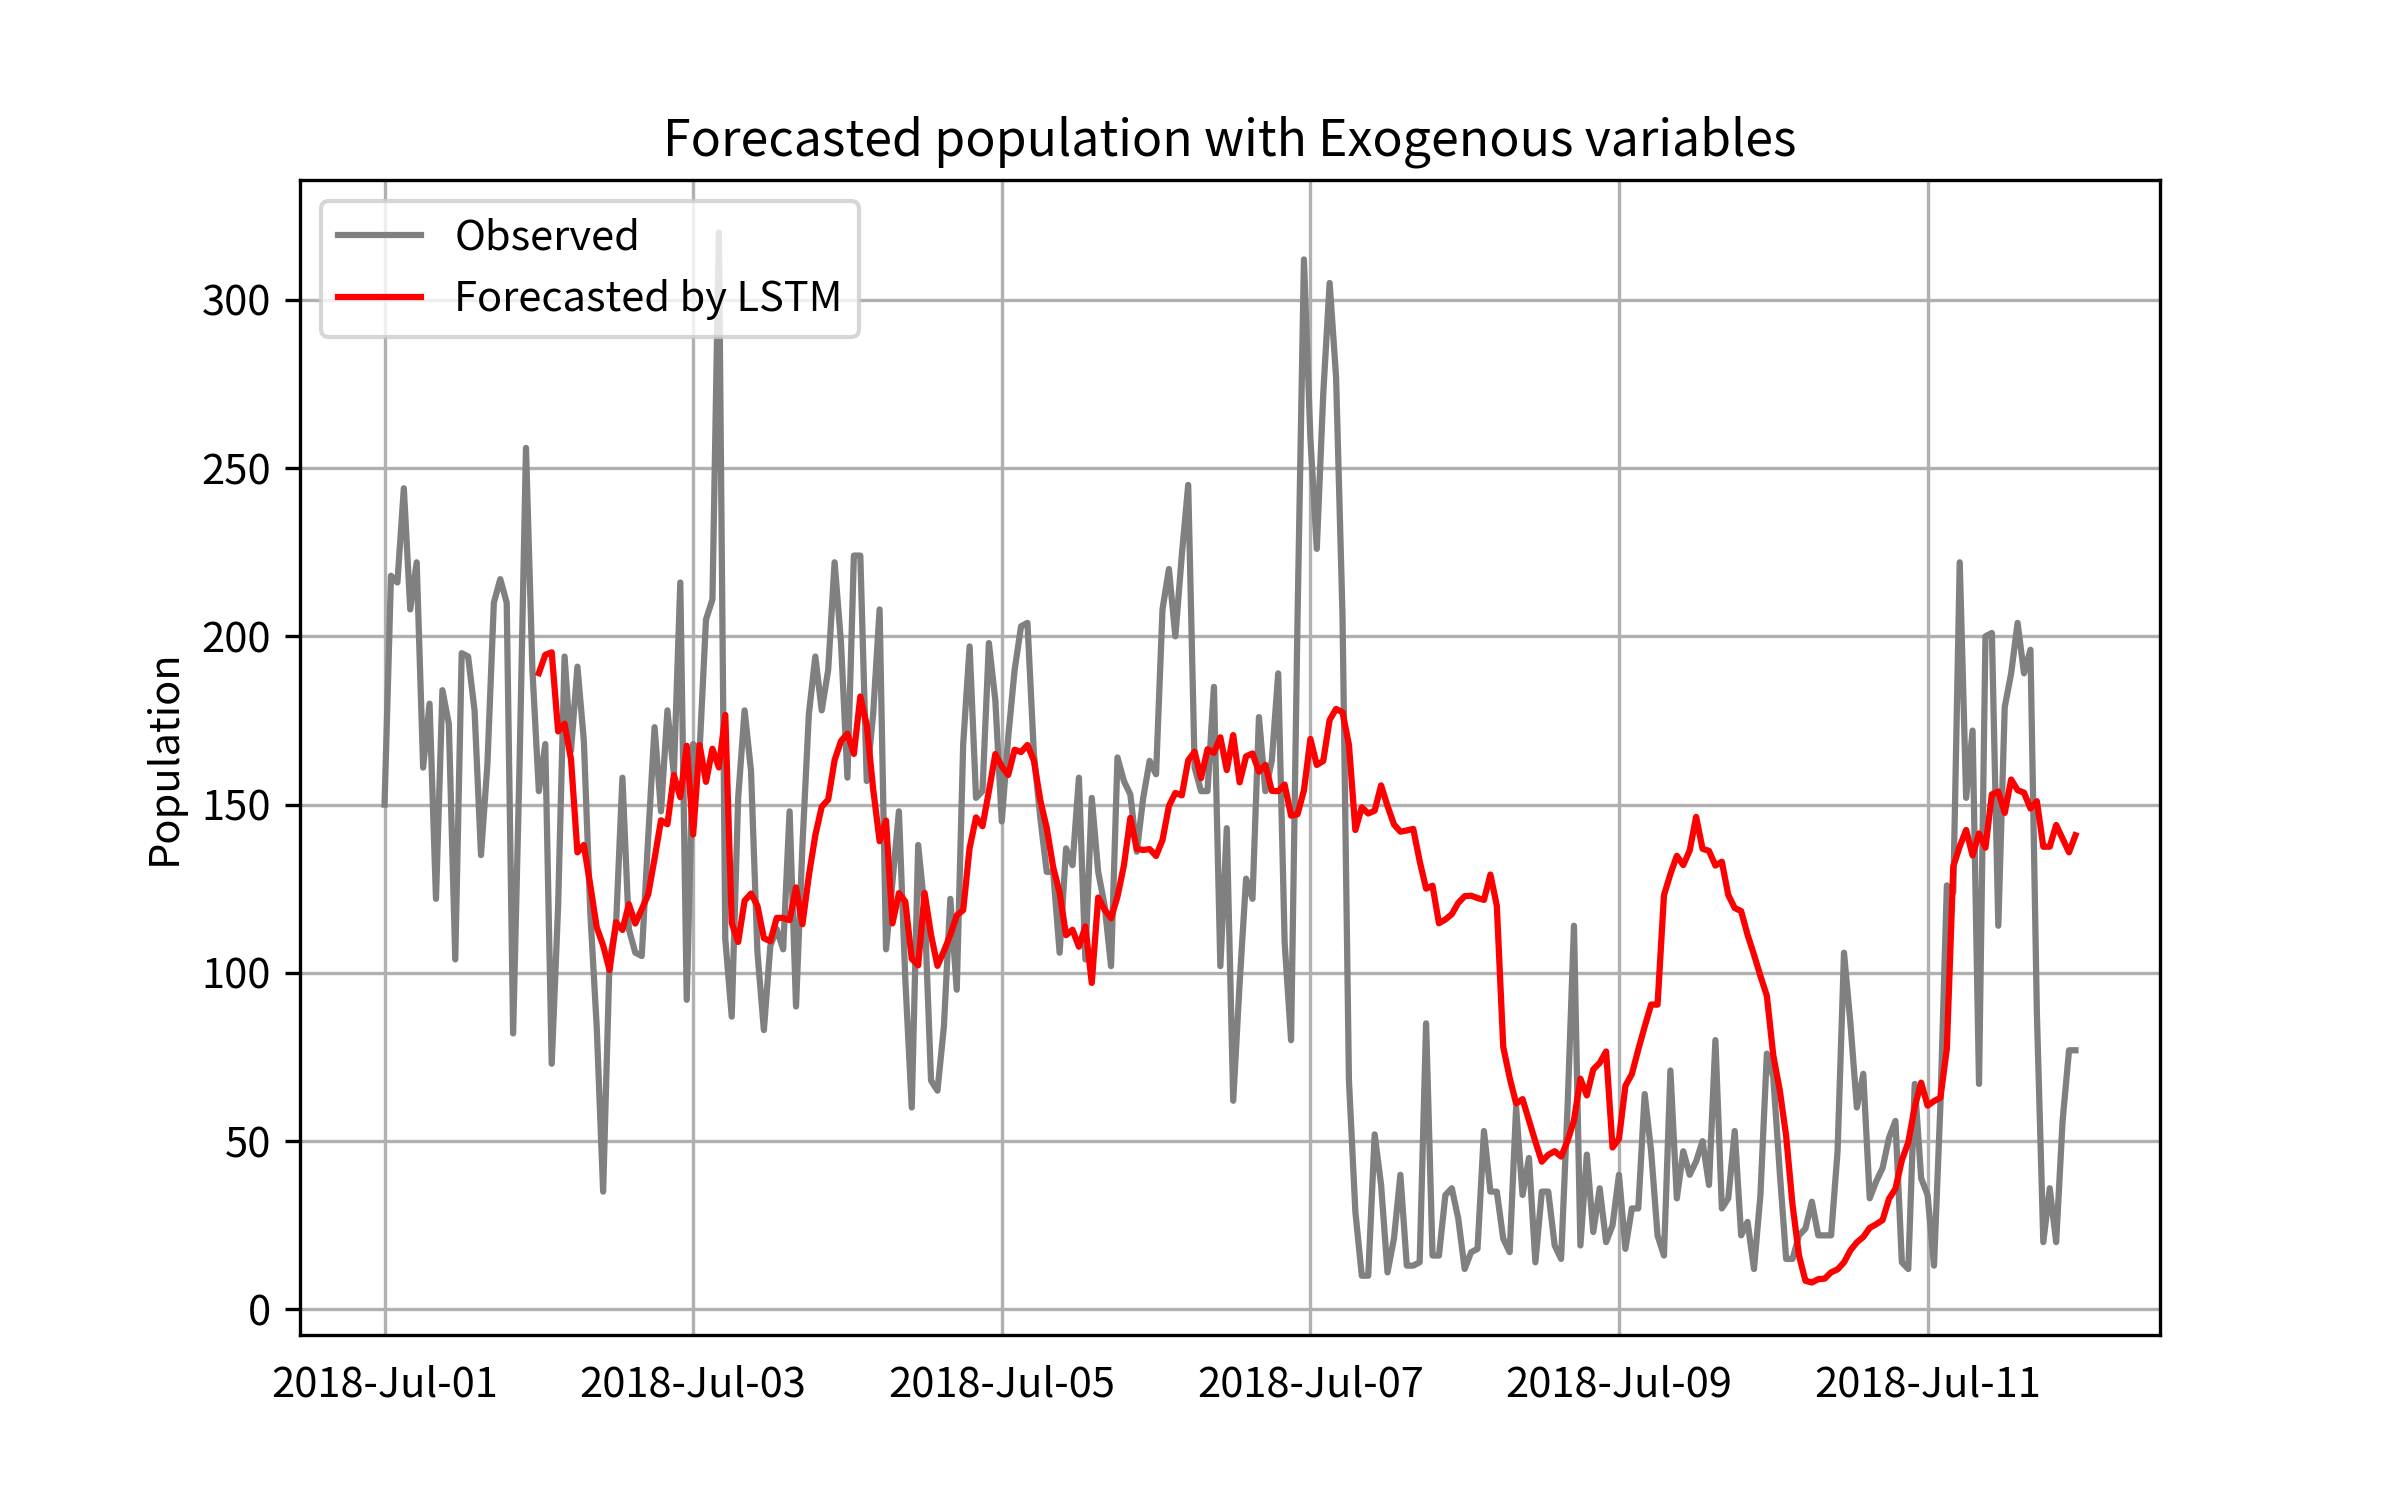 Forecasted population with Exogenous variables
Observed
Forecasted by LSTM
Population
300
250
200
150
100
50
0
2018-Jul-01 2018-Jul-03 2018-Jul-05 2018-Jul-07 2018-Jul-09 2018-Jul-11